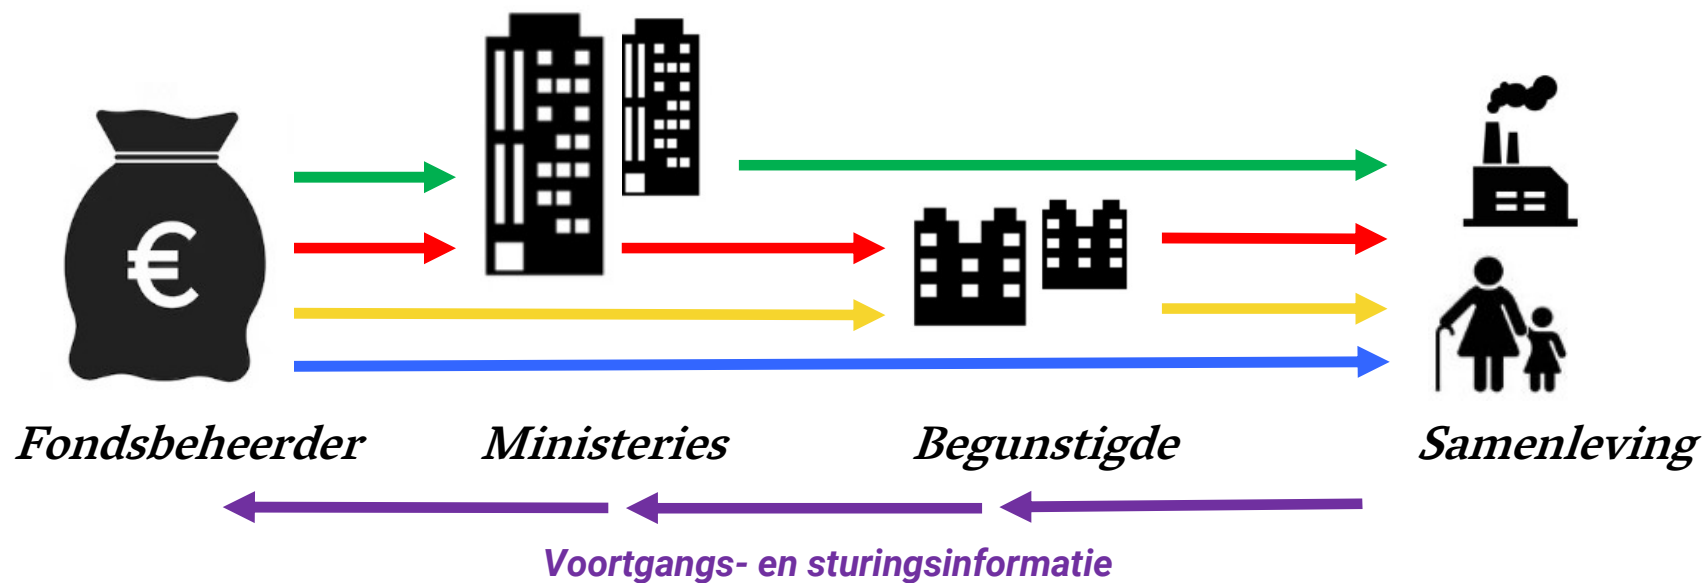 €
Fondsbeheerder
Ministeries
Begunstigde
Samenleving
Voortgangs- en sturingsinformatie